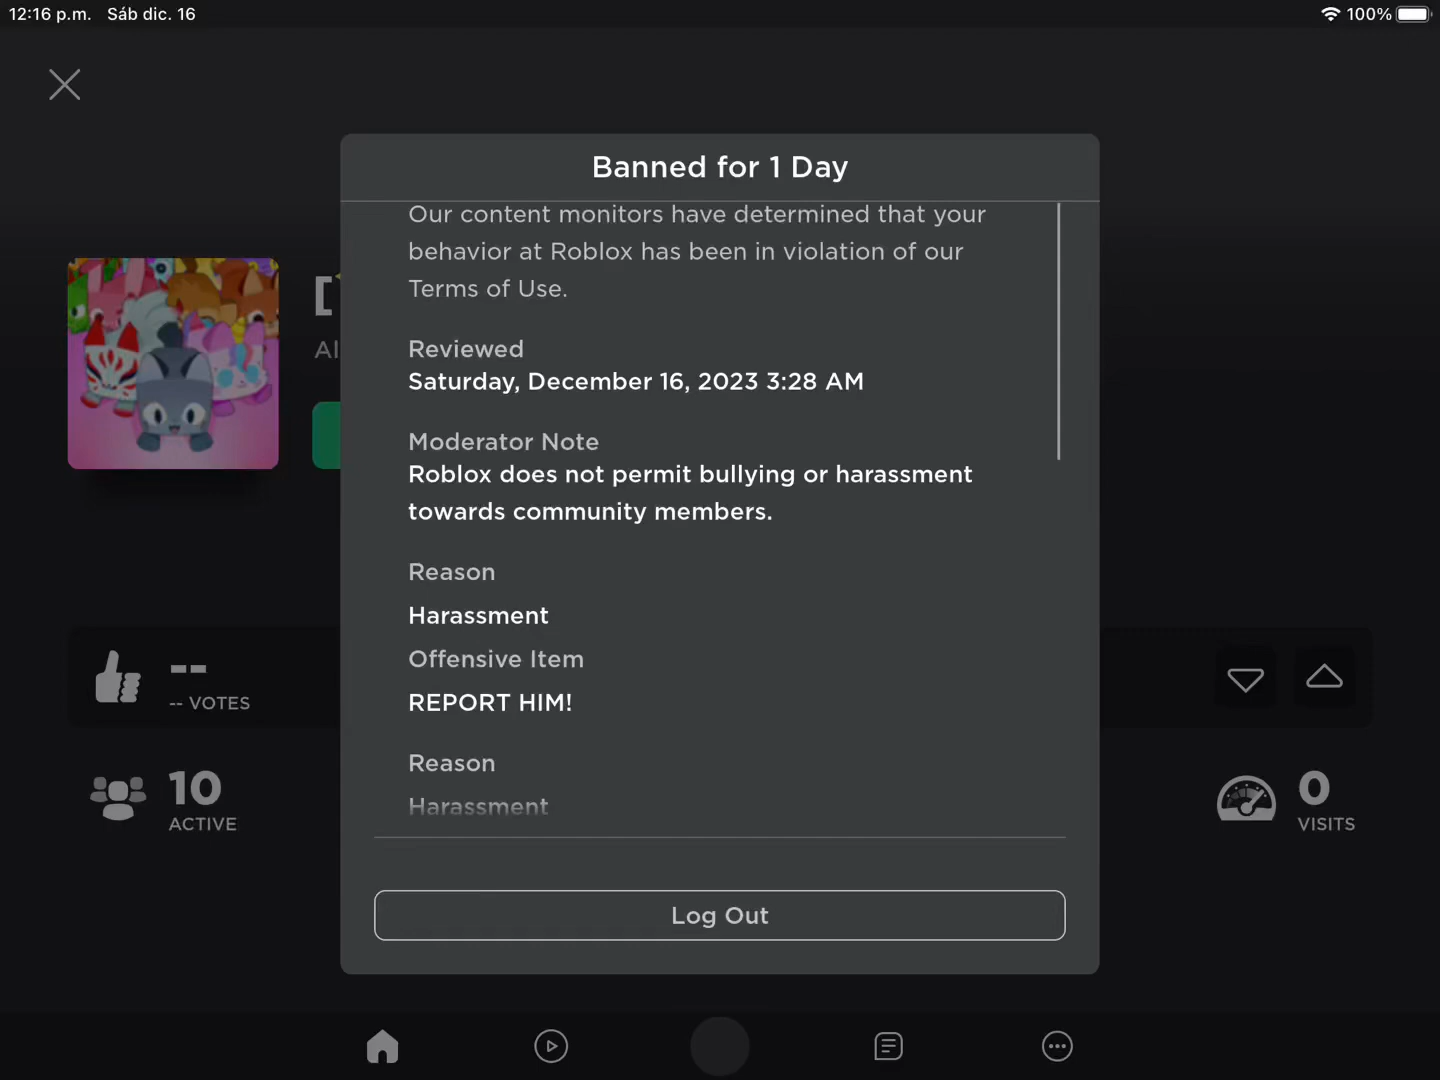 12:16 p.m. Sáb dic. 16
100%
Banned for 1 Day
Our content monitors have determined that your
behavior at Roblox has been in violation of our
Terms of Use.
Reviewed
Saturday, December 16, 2023 3:28 AM
Moderator Note
Roblox does not permit bullying or harassment
towards community members.
Reason
Harassment
Offensive Item
REPORT HIM!
Reason
Harassment
Log Out
[
Al
--
-- VOTES
10
ACTIVE
0
VISITS